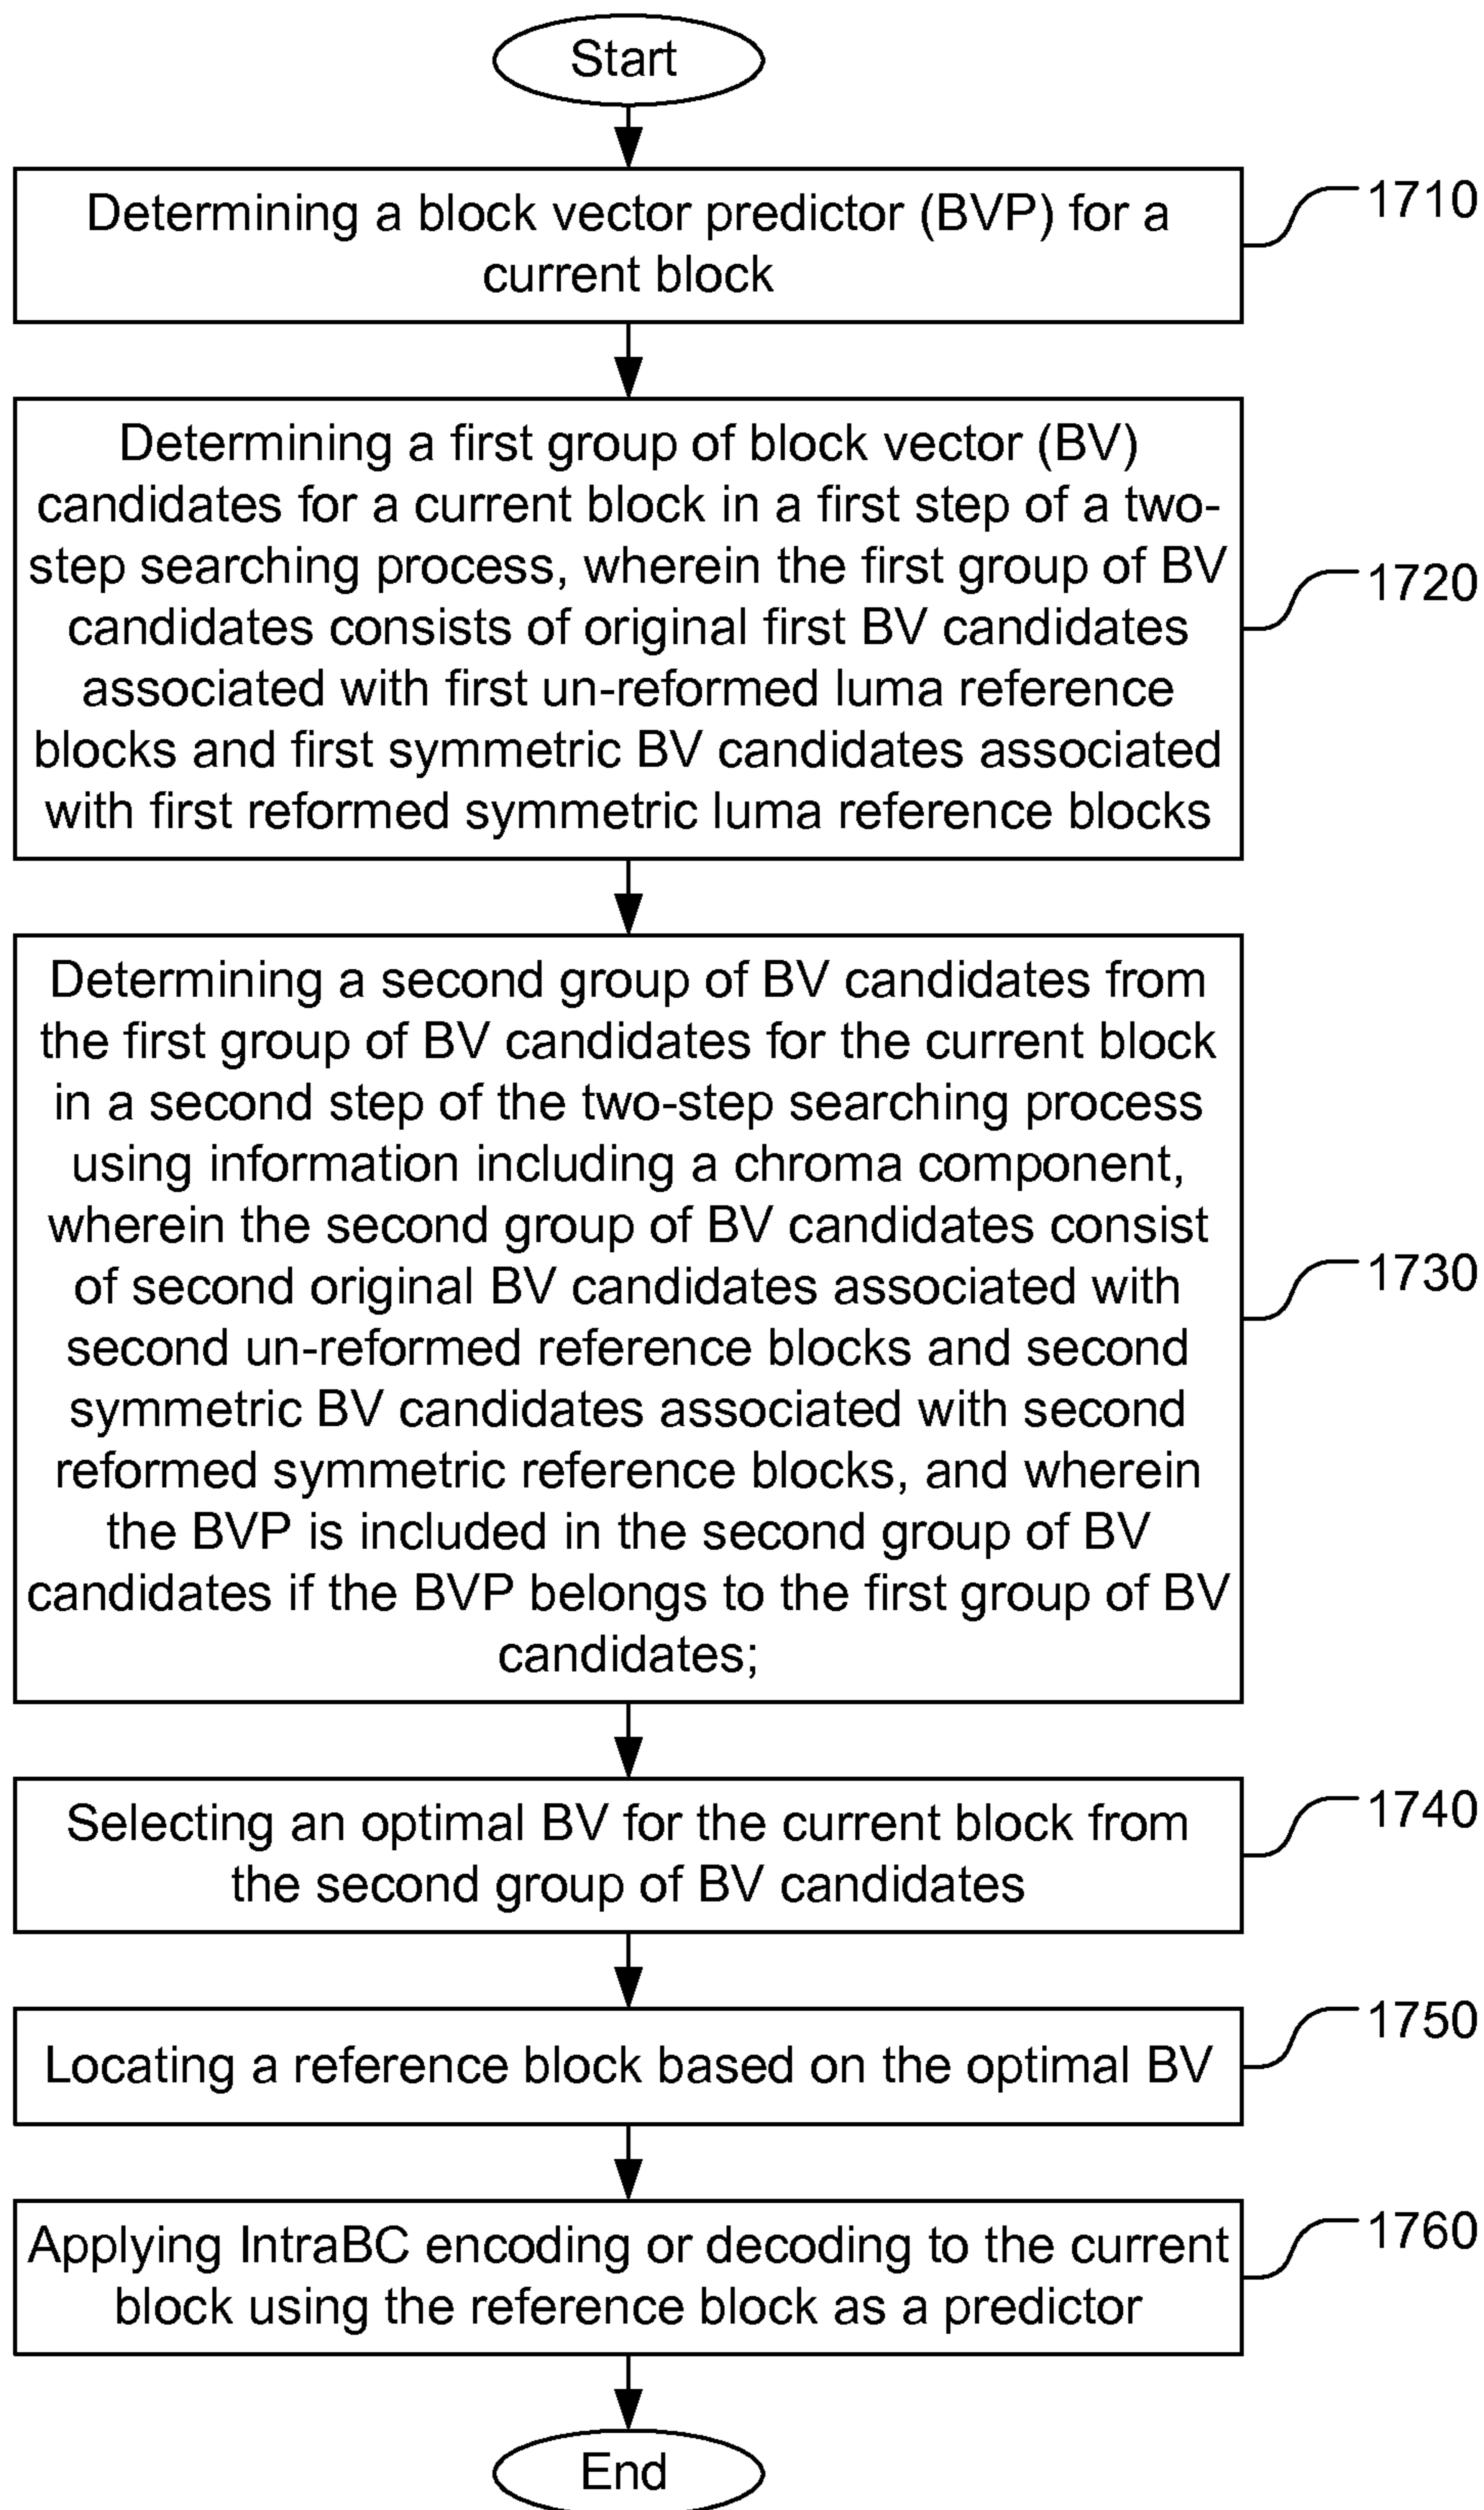 Start
Determining a block vector predictor (BVP) for a
current block
1710
Determining a first group of block vector (BV)
candidates for a current block in a first step of a two-
step searching process, wherein the first group of BV
candidates consists of original first BV candidates
associated with first un-reformed luma reference
blocks and first symmetric BV candidates associated
with first reformed symmetric luma reference blocks
1720
Determining a second group of BV candidates from
the first group of BV candidates for the current block
in a second step of the two-step searching process
using information including a chroma component,
wherein the second group of BV candidates consist
of second original BV candidates associated with
second un-reformed reference blocks and second
symmetric BV candidates associated with second
reformed symmetric reference blocks, and wherein
the BVP is included in the second group of BV
candidates if the BVP belongs to the first group of BV
candidates;
1730
Selecting an optimal BV for the current block from
the second group of BV candidates
1740
Locating a reference block based on the optimal BV
1750
Applying IntraBC encoding or decoding to the current
block using the reference block as a predictor
1760
End